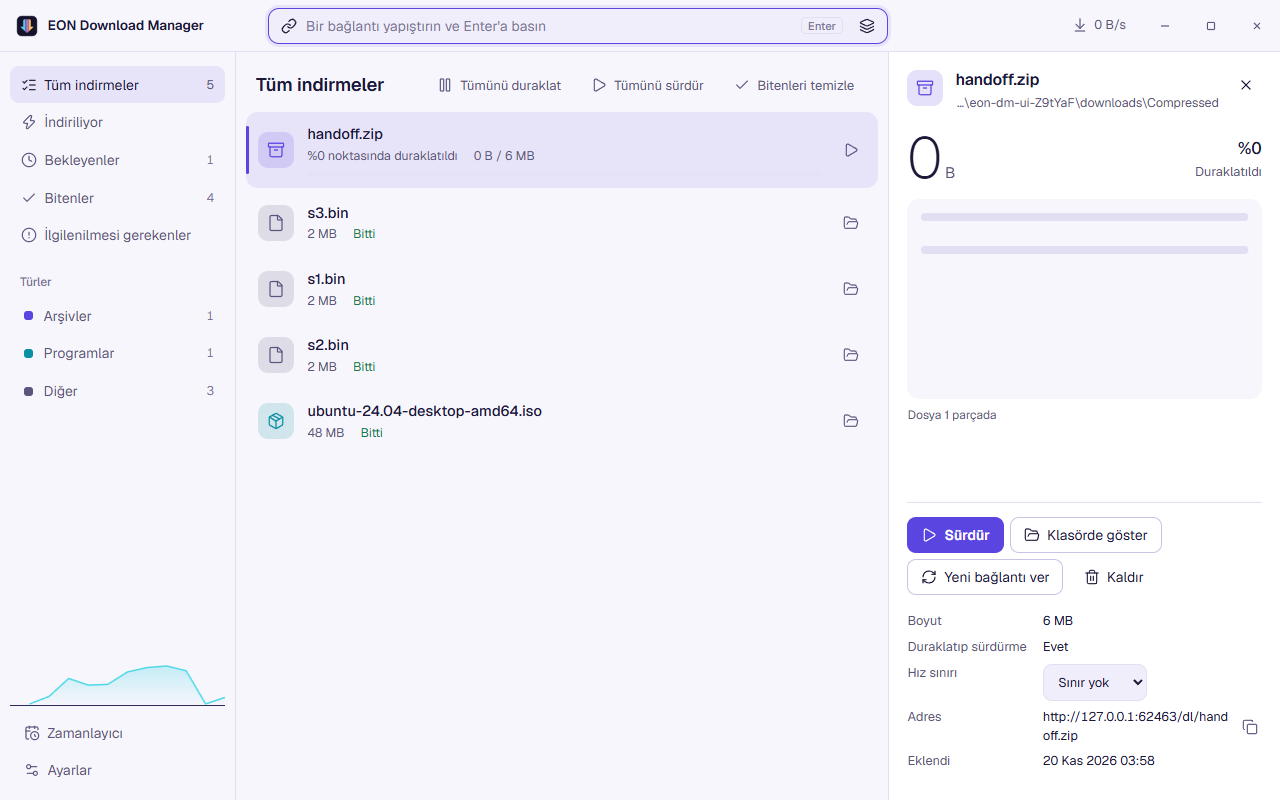 EON Download Manager
Bir bağlantı yapıştırın ve Enter'a basın
Enter
0 B/s
Tüm indirmeler 5
İndiriliyor
Bekleyenler 1
Bitenler 4
İlgilenilmesi gerekenler
Türler
Arşivler 1
Programlar 1
Diğer 3
Zamanlayıcı
Ayarlar
Tüm indirmeler
Tümünü duraklat
Tümünü sürdür
Bitenleri temizle
handoff.zip
%0 noktasında duraklatıldı 0 B / 6 MB
s3.bin
2 MB Bitti
s1.bin
2 MB Bitti
s2.bin
2 MB Bitti
ubuntu-24.04-desktop-amd64.iso
48 MB Bitti
handoff.zip
…\eon-dm-ui-Z9tYaF\downloads\Compressed
0 B
%0
Duraklatıldı
Dosya 1 parçada
Sürdür
Klasörde göster
Yeni bağlantı ver
Kaldır
Boyut 6 MB
Duraklatıp sürdürme Evet
Hız sınırı Sınır yok
Adres http://127.0.0.1:62463/dl/hand
off.zip
Eklendi 20 Kas 2026 03:58